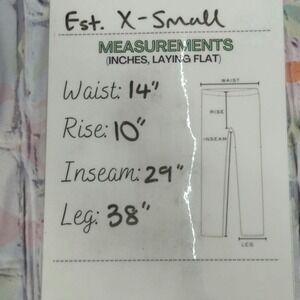 Est. X-Small
MEASUREMENTS
(INCHES, LAYING FLAT)
Waist: 14"
Rise: 10"
Inseam: 29"
Leg: 38"
WAIST
RISE
INSEAM
LEG